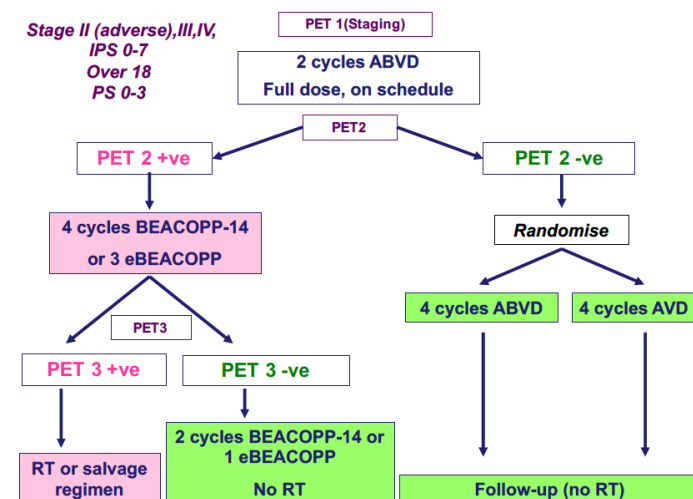 Stage II (adverse),III,IV,
IPS 0-7
Over 18
PS 0-3
PET 1(Staging)
2 cycles ABVD
Full dose, on schedule
PET2
PET 2 +ve
PET 2 -ve
4 cycles BEACOPP-14
or 3 eBEACOPP
Randomise
4 cycles ABVD
4 cycles AVD
PET3
PET 3 +ve
PET 3 -ve
RT or salvage
regimen
2 cycles BEACOPP-14 or
1 eBEACOPP
No RT
Follow-up (no RT)